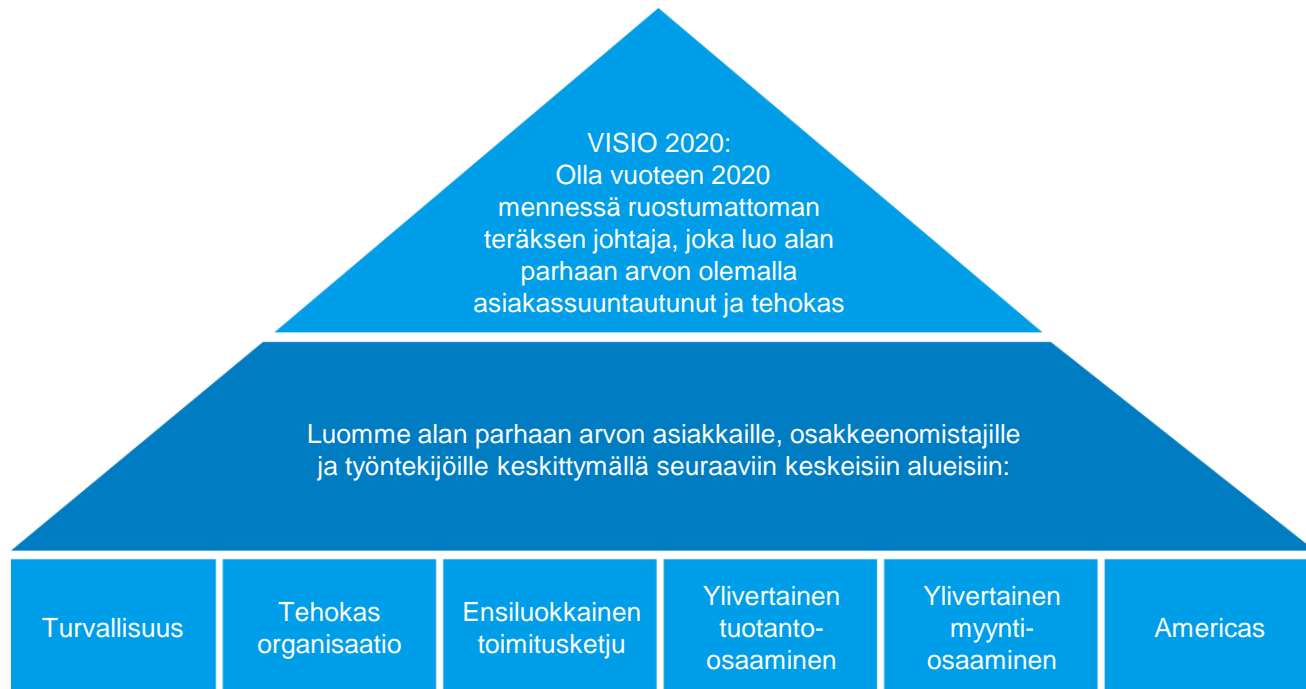 VISIO 2020:
Olla vuoteen 2020
mennessä ruostumattoman
teräksen johtaja, joka luo alan
parhaan arvon olemalla
asiakassuuntautunut ja tehokas
Luomme alan parhaan arvon asiakkaille, osakkeenomistajille
ja työntekijöille keskittymällä seuraaviin keskeisiin alueisiin:
Turvallisuus
Tehokas
organisaatio
Ensiluokkainen
toimitusketju
Ylivertainen
tuotanto-
osaaminen
Ylivertainen
myynti-
osaaminen
Americas